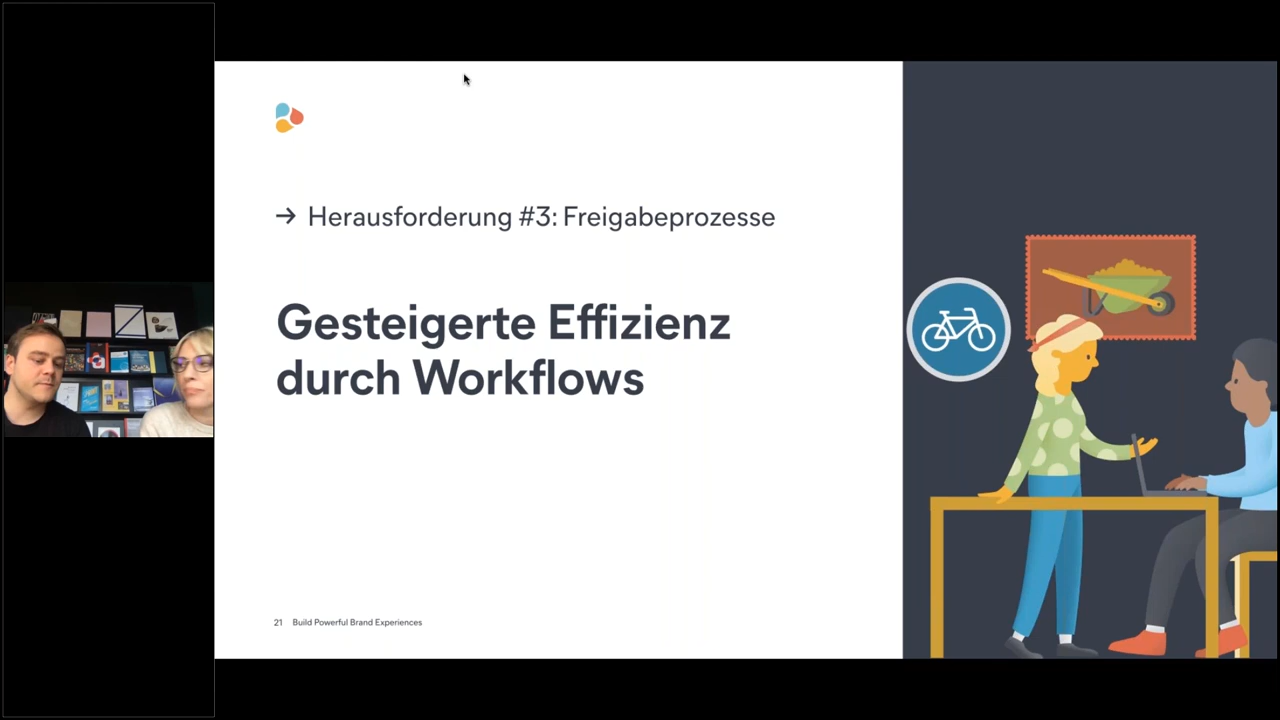 → Herausforderung #3: Freigabeprozesse
Gesteigerte Effizienz
durch Workflows
21 Build Powerful Brand Experiences